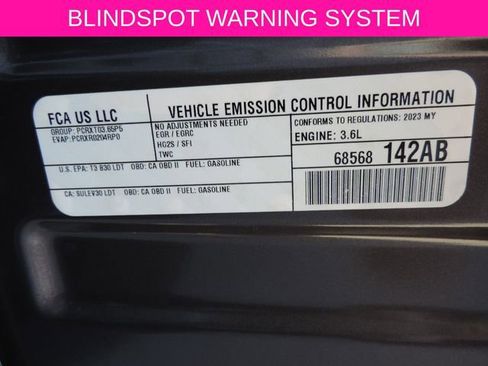 BLINDSPOT WARNING SYSTEM
FCA US LLC
GROUP: PCRXT03.65P5
EVAP: PCRXR0204RP0
VEHICLE EMISSION CONTROL INFORMATION
NO ADJUSTMENTS NEEDED
EGR / EGRC
HO2S / SFI
TWC
CONFORMS TO REGULATIONS: 2023 MY
ENGINE: 3.6L
68568 142AB
U.S. EPA: T3 B30 LDT OBD: CA OBD II FUEL: GASOLINE
CA: SULEV30 LDT OBD: CA OBD II FUEL: GASOLINE